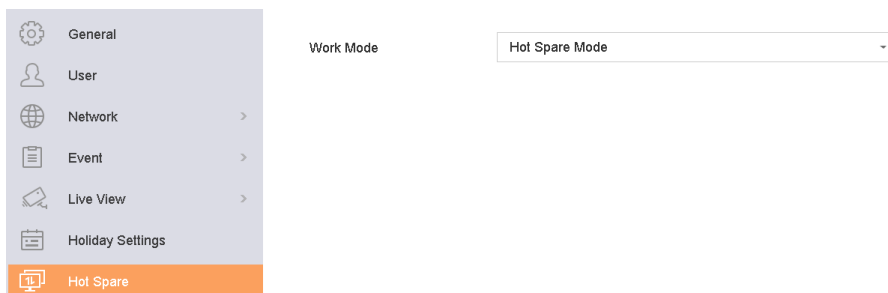 General
User
Network
Event
Live View
Holiday Settings
Hot Spare
Work Mode
Hot Spare Mode